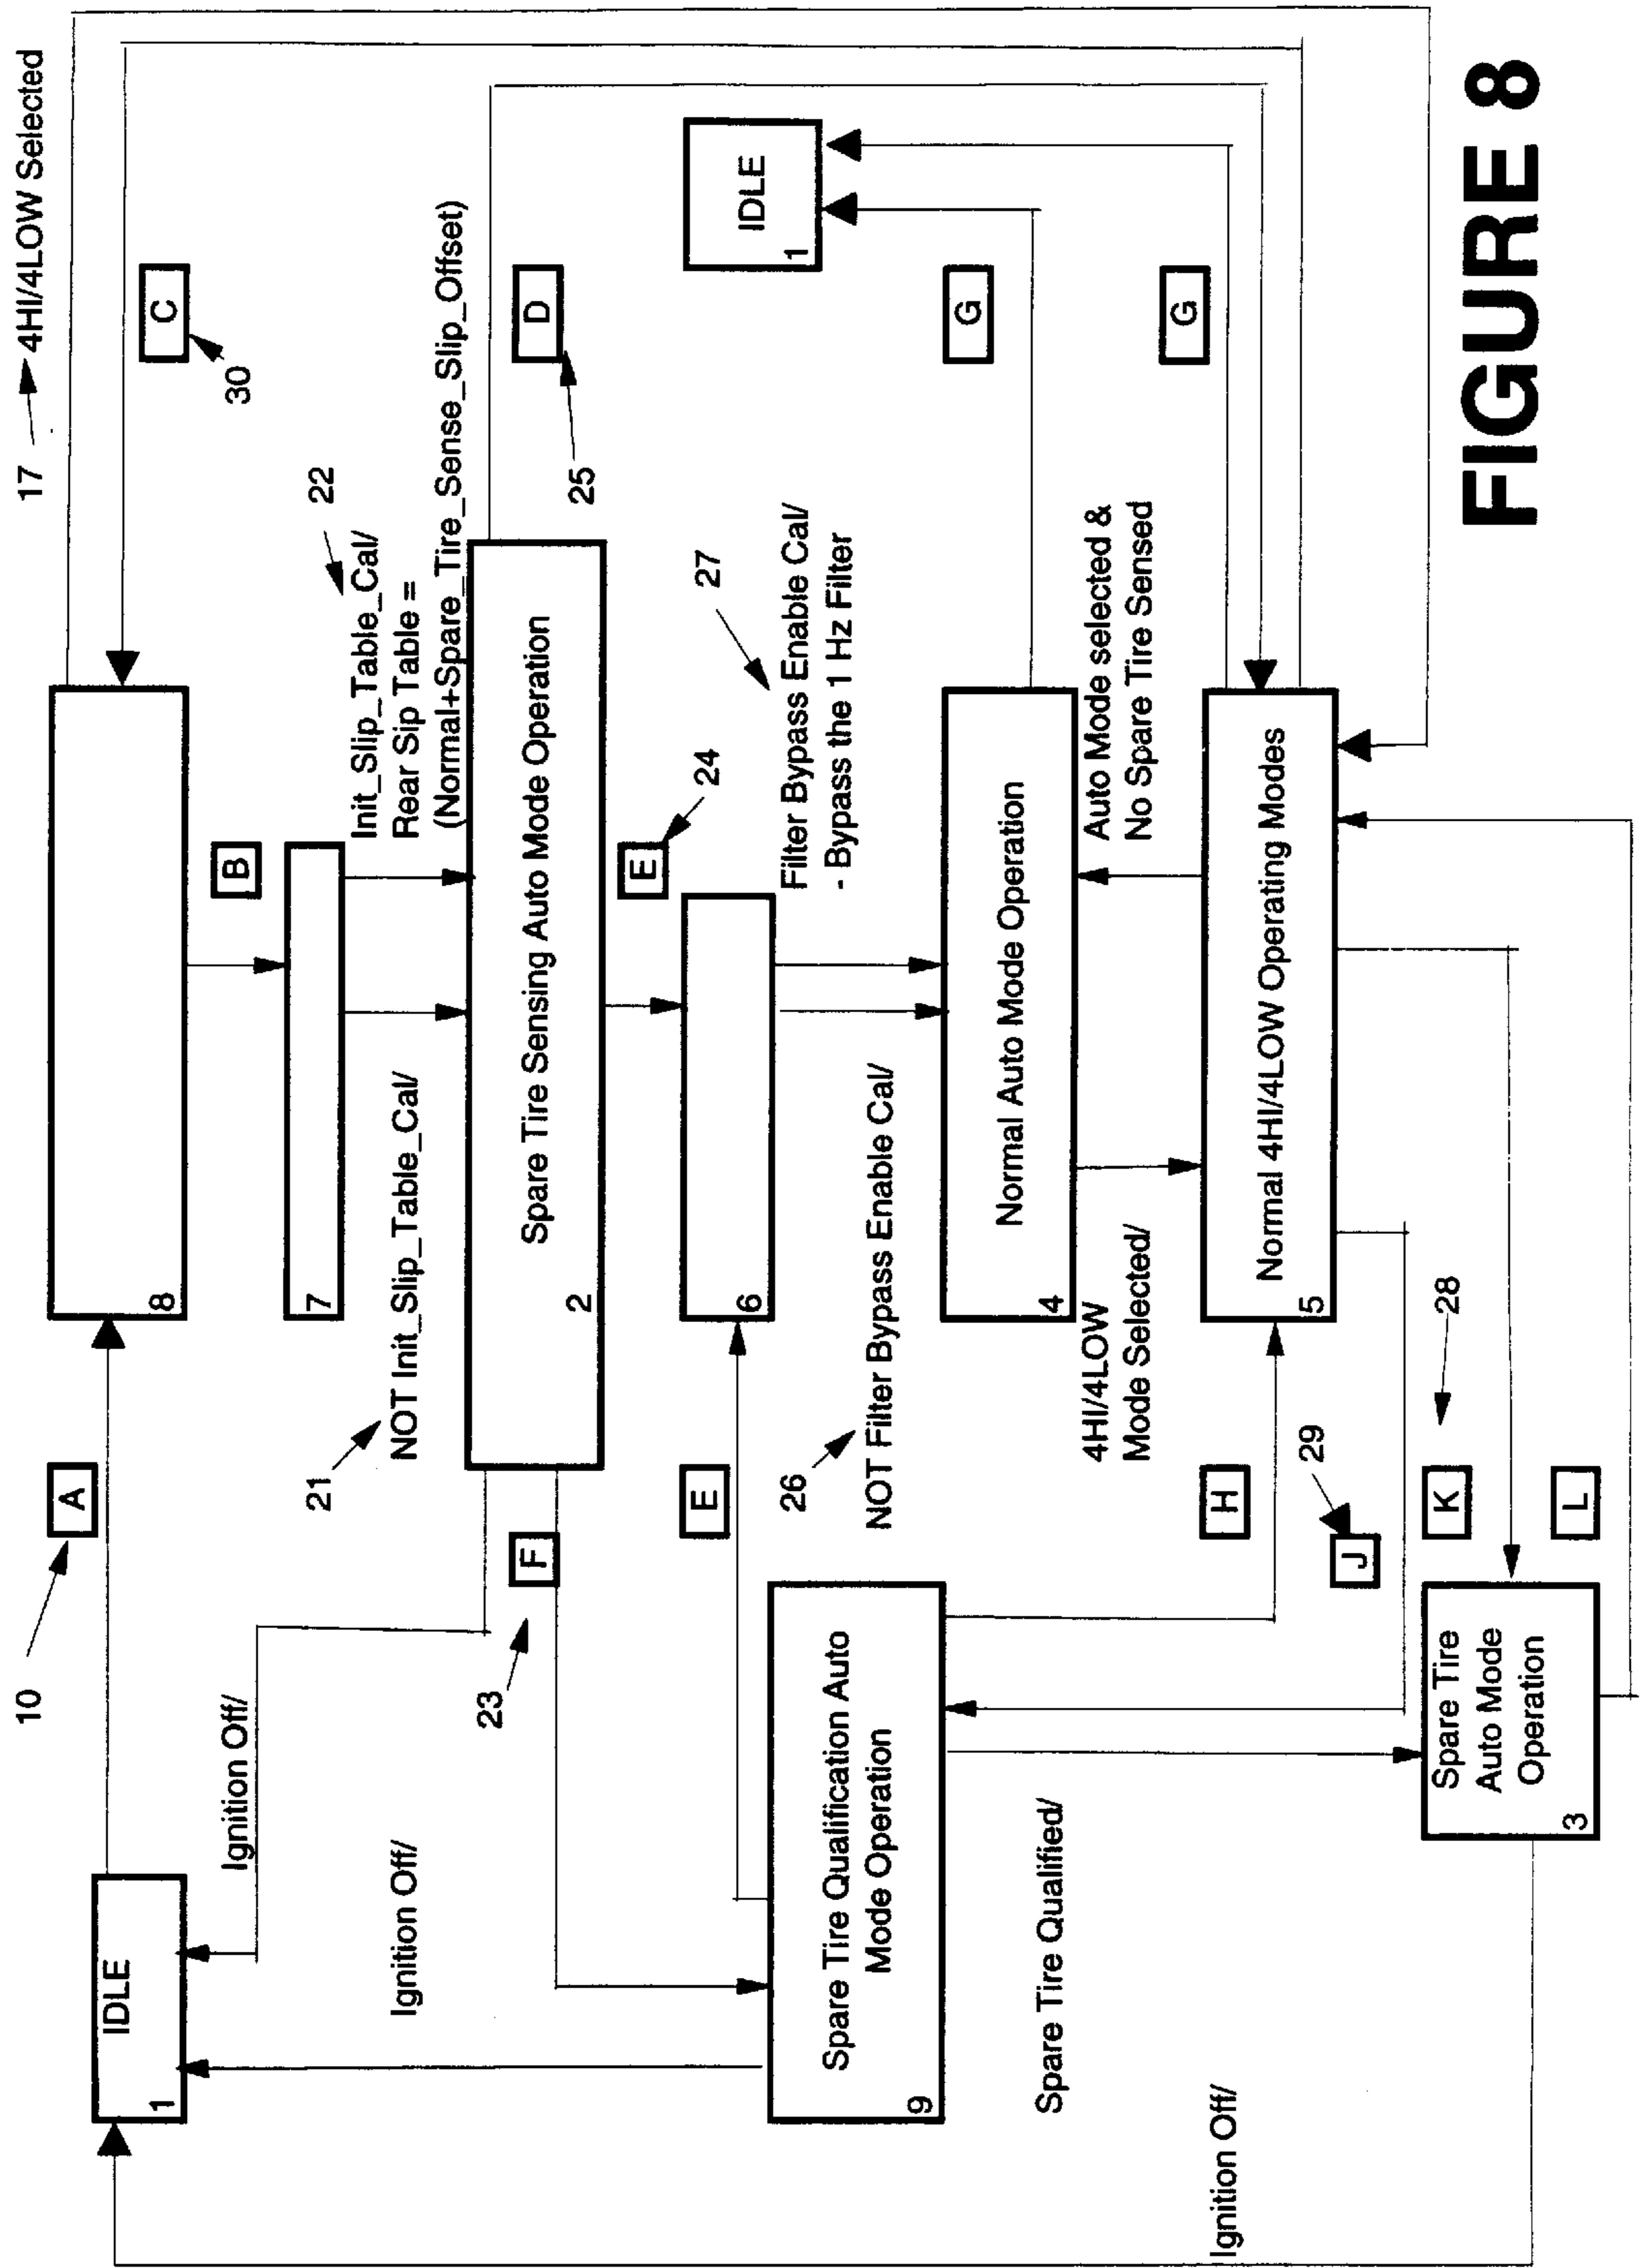 17
4HI/4LOW Selected
10
A
C
30
IDLE
1
8
Ignition Off/
B
7
22
Init_Slip_Table_Cal/
Rear Sip Table =
(Normal+Spare_Tire_Sense_Slip_Offset)
21
NOT Init_Slip_Table_Cal/
Ignition Off/
23
F
Spare Tire Sensing Auto Mode Operation
2
D
25
E
24
E
6
27
Filter Bypass Enable Cal/
- Bypass the 1 Hz Filter
IDLE
1
26
NOT Filter Bypass Enable Cal/
Spare Tire Qualification Auto
Mode Operation
9
Normal Auto Mode Operation
4
G
4HI/4LOW
Mode Selected/
Auto Mode selected &
No Spare Tire Sensed
G
Spare Tire Qualified/
H
Normal 4HI/4LOW Operating Modes
5
29
J
K
28
L
Spare Tire
Auto Mode
Operation
3
Ignition Off/
FIGURE 8